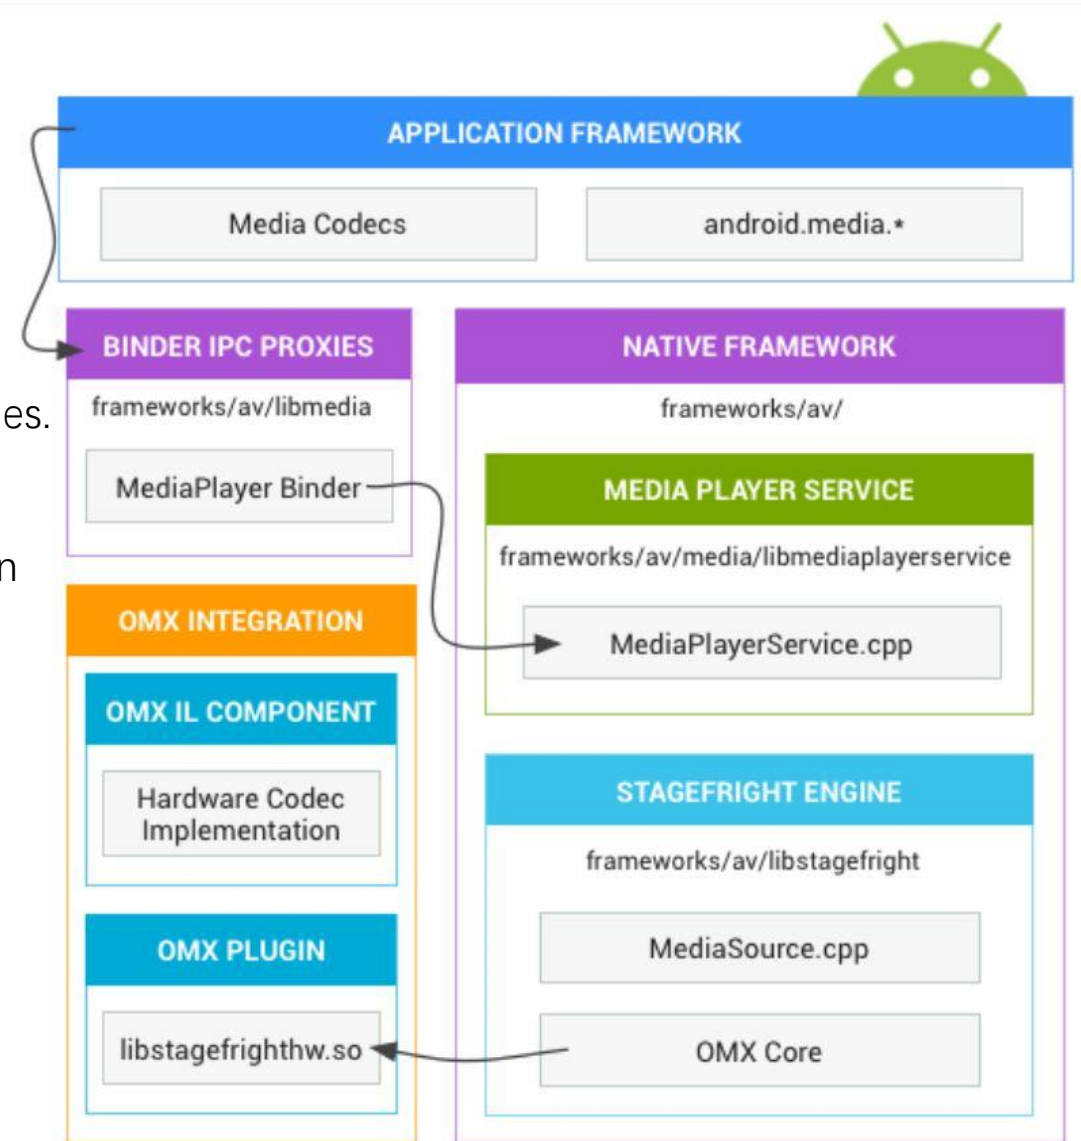 APPLICATION FRAMEWORK
Media Codecs
android.media.*
BINDER IPC PROXIES
frameworks/av/libmedia
MediaPlayer Binder
es.
n
OMX INTEGRATION
OMX IL COMPONENT
Hardware Codec
Implementation
OMX PLUGIN
libstagefrighthw.so
NATIVE FRAMEWORK
frameworks/av/
MEDIA PLAYER SERVICE
frameworks/av/media/libmediaplayerservice
MediaPlayerService.cpp
STAGEFRIGHT ENGINE
frameworks/av/libstagefright
MediaSource.cpp
OMX Core